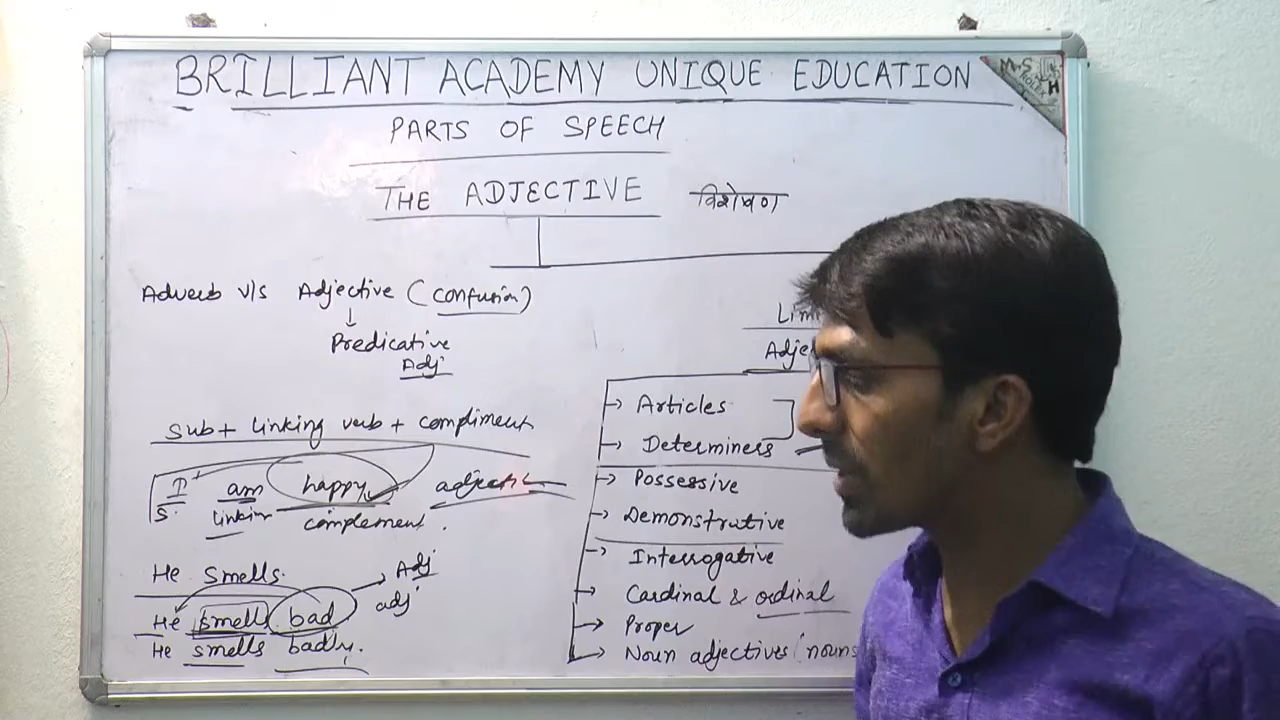 BRILLIANT ACADEMY UNIQUE EDUCATION
M.S
H
PARTS OF SPEECH
THE ADJECTIVE विशेषण
Adverb v/s Adjective (confusion)
Predicative
Adj
Sub + linking verb + compliment
I am happy
S. linking complement.
He smells.
Adj
adj
He smells bad
He smells badly.
Articles
Determiners
Possessive
Demonstrative
Interrogative
Cardinal & ordinal
Proper
Noun adjectives (nouns